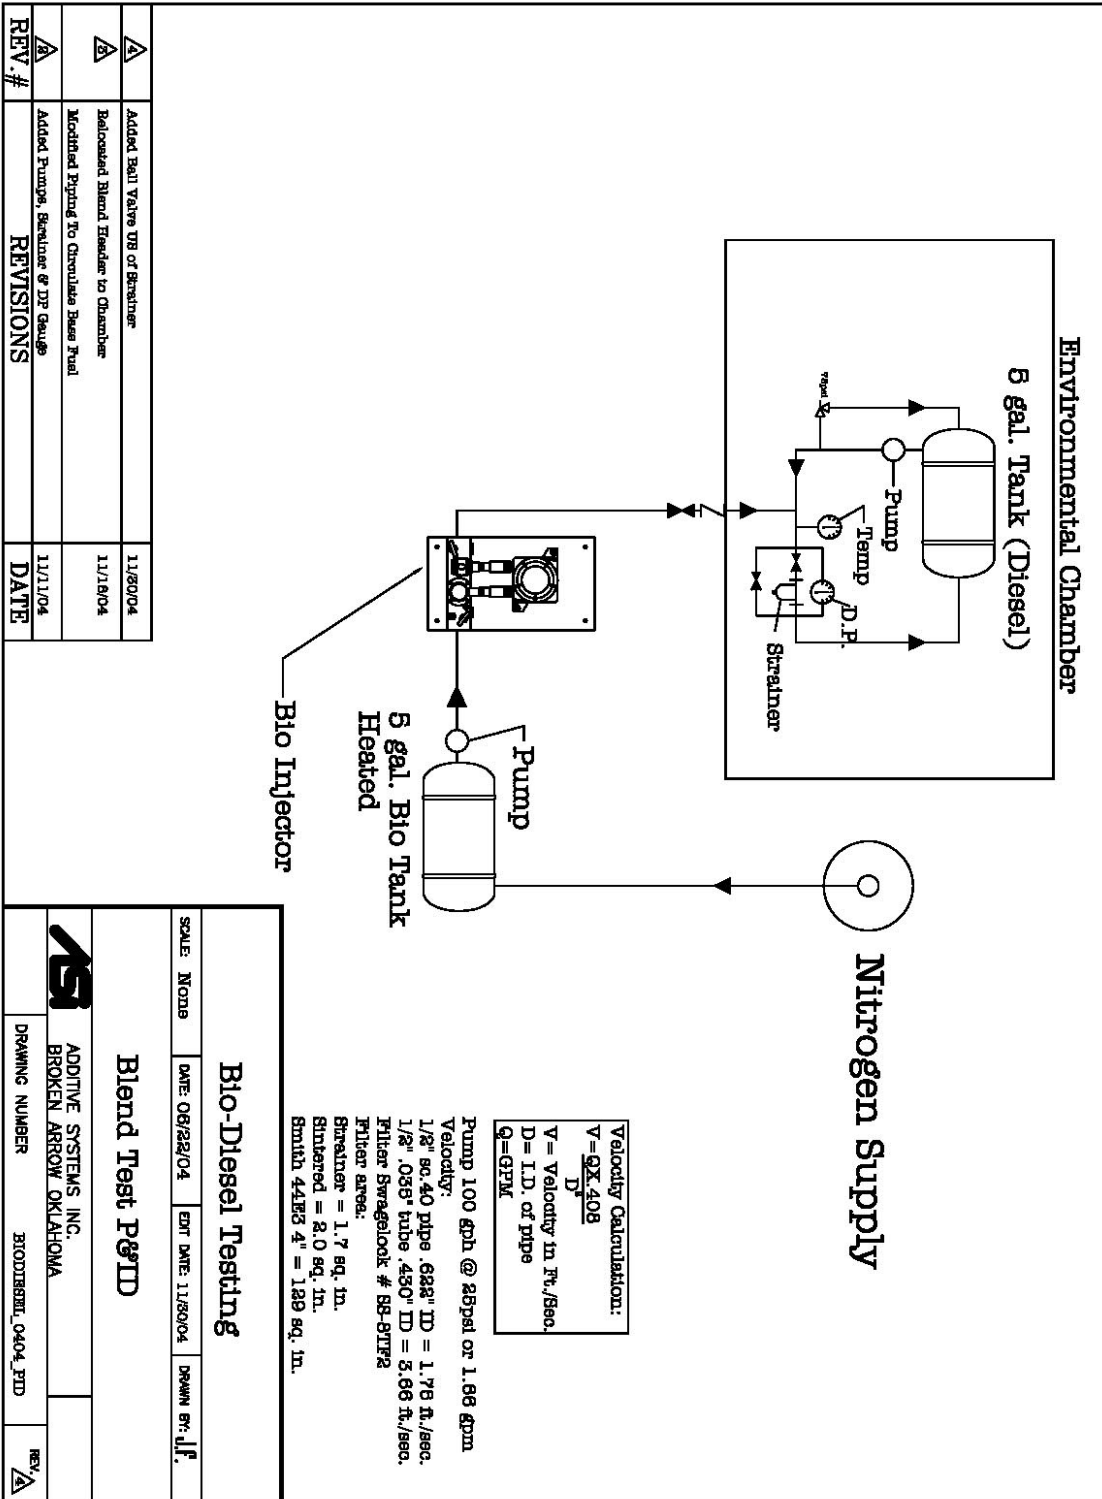 Environmental Chamber
5 gal. Tank (Diesel)
75psi
Pump
Temp
D.P.
Strainer
Nitrogen Supply
Pump
5 gal. Bio Tank
Heated
Bio Injector
Velocity Calculation:
V=QX.408
D²
V= Velocity in Ft./Sec.
D= I.D. of pipe
Q=GPM
Pump 100 gph @ 25psi or 1.66 gpm
Velocity:
1/2" sc.40 pipe .622" ID = 1.76 ft./sec.
1/2" .035" tube .430" ID = 3.66 ft./sec.
Filter Swagelock # SS-8TF2
Filter area:
Strainer = 1.7 sq. in.
Sintered = 2.0 sq. in.
Smith 44E3 4" = 129 sq. in.
4 Added Ball Valve US of Strainer 11/30/04
3 Relocated Blend Header to Chamber 11/18/04
Modified Piping To Circulate Base Fuel
2 Added Pumps, Strainer & DP Gauge 11/11/04
REV.# REVISIONS DATE
Bio-Diesel Testing
SCALE: None DATE: 06/22/04 EDIT DATE: 11/30/04 DRAWN BY: J.F.
Blend Test P&ID
ASi
ADDITIVE SYSTEMS INC.
BROKEN ARROW OKLAHOMA
DRAWING NUMBER BIODIESEL_0404_PID REV. 4